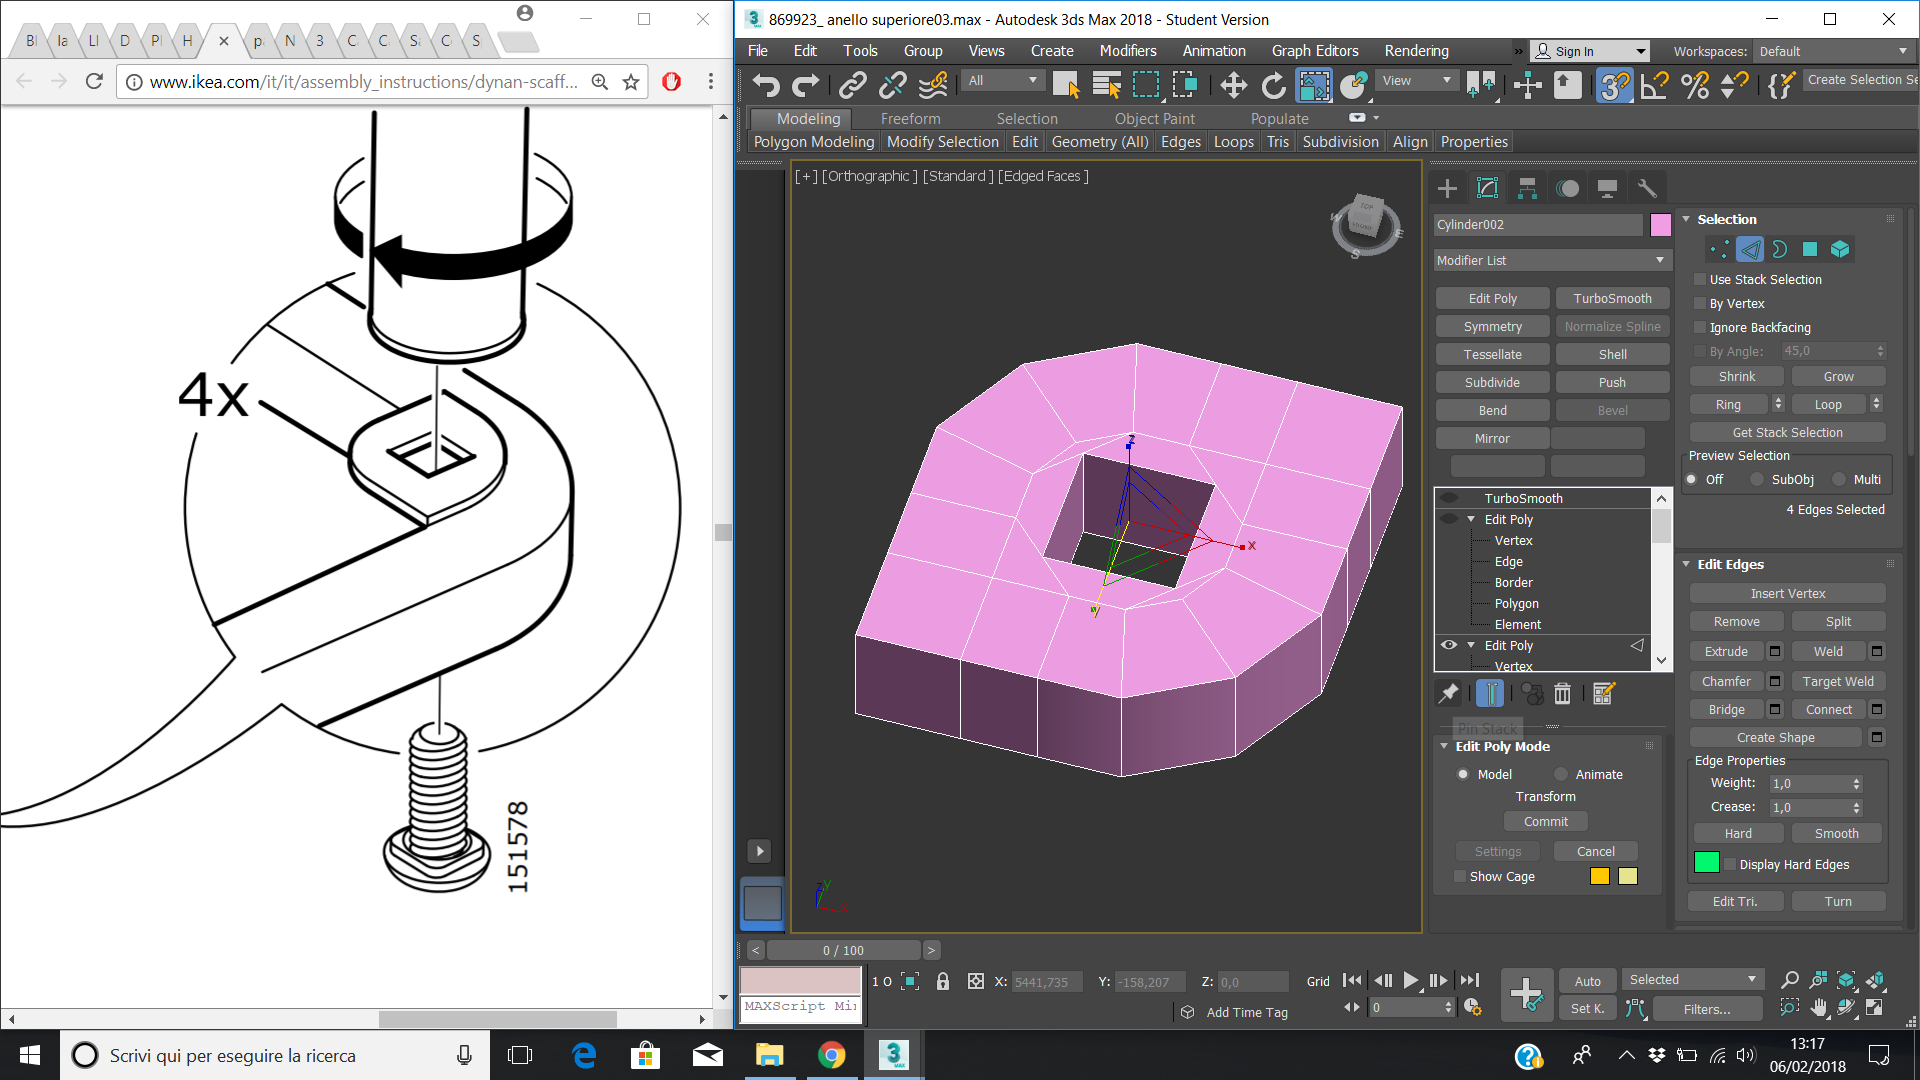 Bl
la
Ll
D
Pl
H
pa
N
3
C
C
Sa
C
S
www.ikea.com/it/it/assembly_instructions/dynan-scaff...
4x
151578
869923_ anello superiore03.max - Autodesk 3ds Max 2018 - Student Version
File Edit Tools Group Views Create Modifiers Animation Graph Editors Rendering » Sign In Workspaces: Default
All View Create Selection Se
Modeling Freeform Selection Object Paint Populate
Polygon Modeling Modify Selection Edit Geometry (All) Edges Loops Tris Subdivision Align Properties
[ + ] [Orthographic ] [Standard ] [Edged Faces ]
TOP
W
E
S
z
x
y
z y
x
Cylinder002
Modifier List
Edit Poly TurboSmooth
Symmetry Normalize Spline
Tessellate Shell
Subdivide Push
Bend Bevel
Mirror
TurboSmooth
Edit Poly
Vertex
Edge
Border
Polygon
Element
Edit Poly
Vertex
Pin Stack
Edit Poly Mode
Model Animate
Transform
Commit
Settings Cancel
Show Cage
Selection
Use Stack Selection
By Vertex
Ignore Backfacing
By Angle: 45,0
Shrink Grow
Ring Loop
Get Stack Selection
Preview Selection
Off SubObj Multi
4 Edges Selected
Edit Edges
Insert Vertex
Remove Split
Extrude Weld
Chamfer Target Weld
Bridge Connect
Create Shape
Edge Properties
Weight: 1,0
Crease: 1,0
Hard Smooth
Display Hard Edges
Edit Tri. Turn
< 0 / 100 >
MAXScript Mi
1 O X: 5441,735 Y: -158,207 Z: 0,0 Grid
Add Time Tag
0
Auto Selected
Set K. Filters...
Scrivi qui per eseguire la ricerca
3
MAX
13:17
06/02/2018